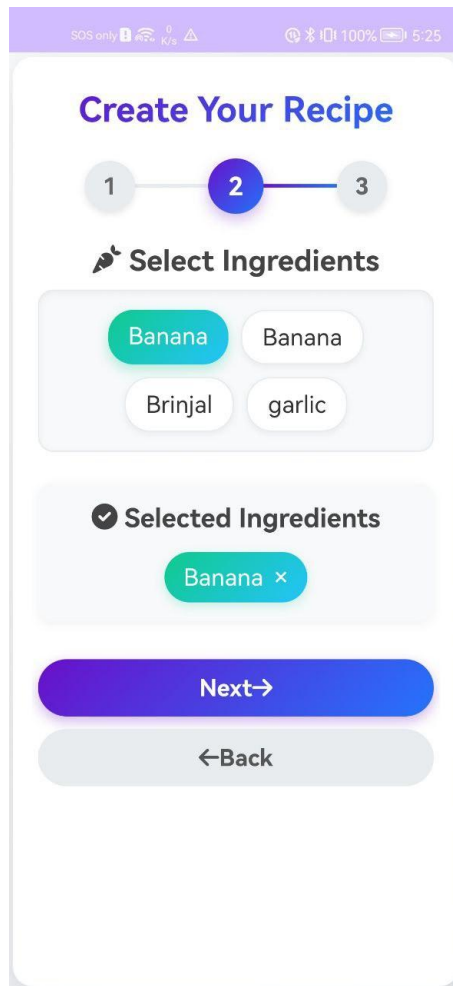 SOS only 0 K/s 100% 5:25
Create Your Recipe
1 2 3
Select Ingredients
Banana Banana
Brinjal garlic
Selected Ingredients
Banana ×
Next→
←Back